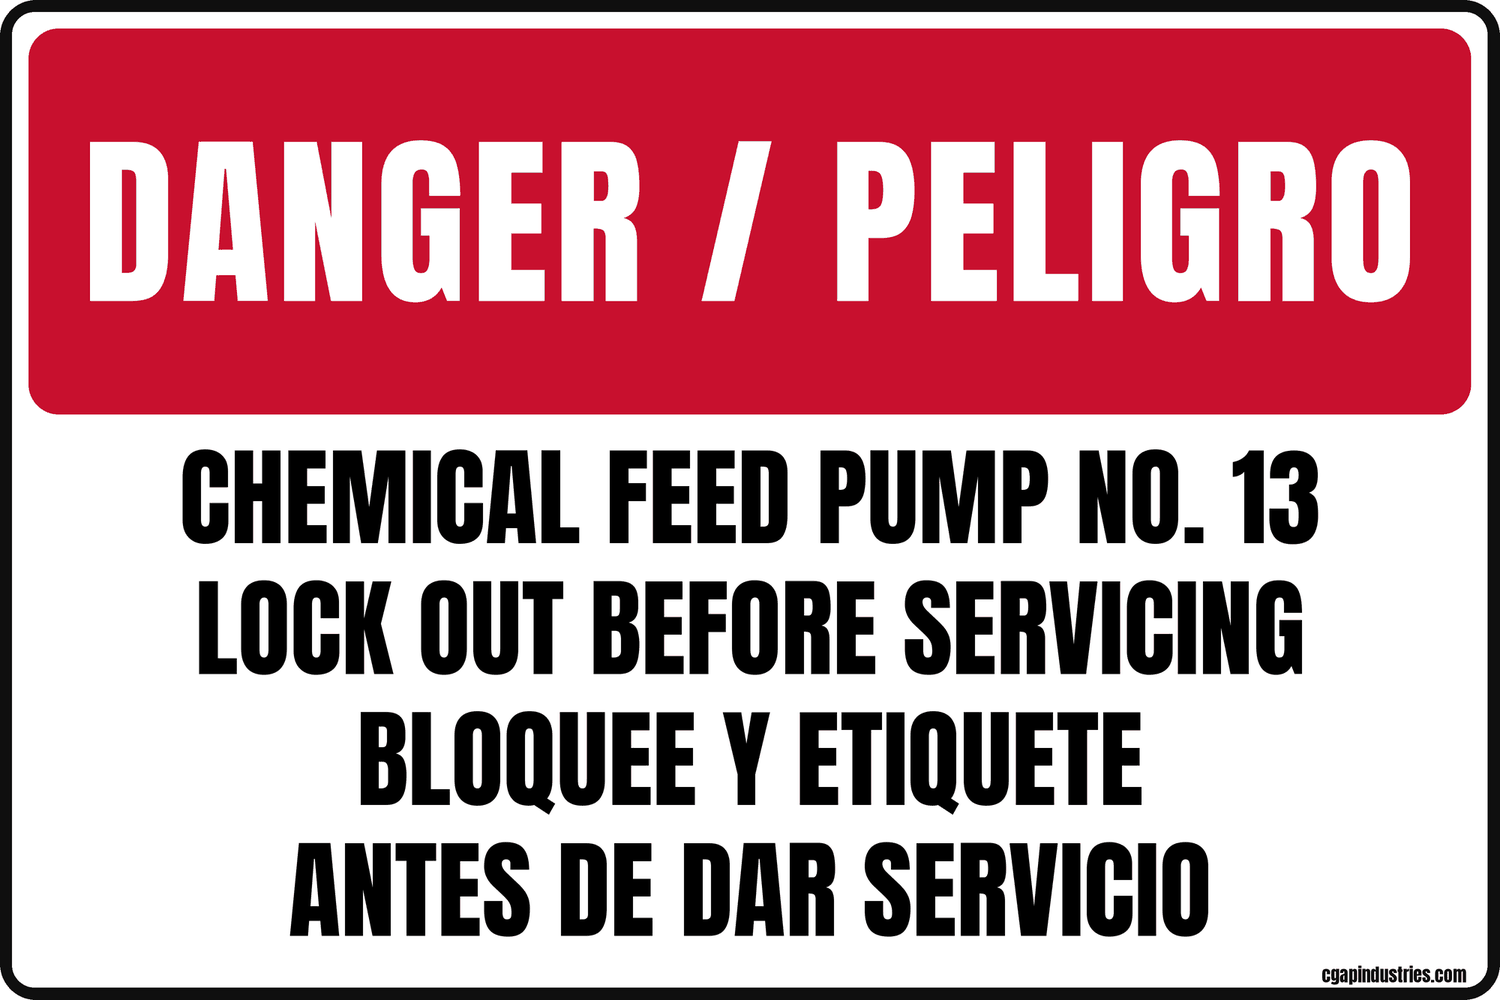 DANGER / PELIGRO
CHEMICAL FEED PUMP NO. 13
LOCK OUT BEFORE SERVICING
BLOQUEE Y ETIQUETE
ANTES DE DAR SERVICIO
cgapindustries.com